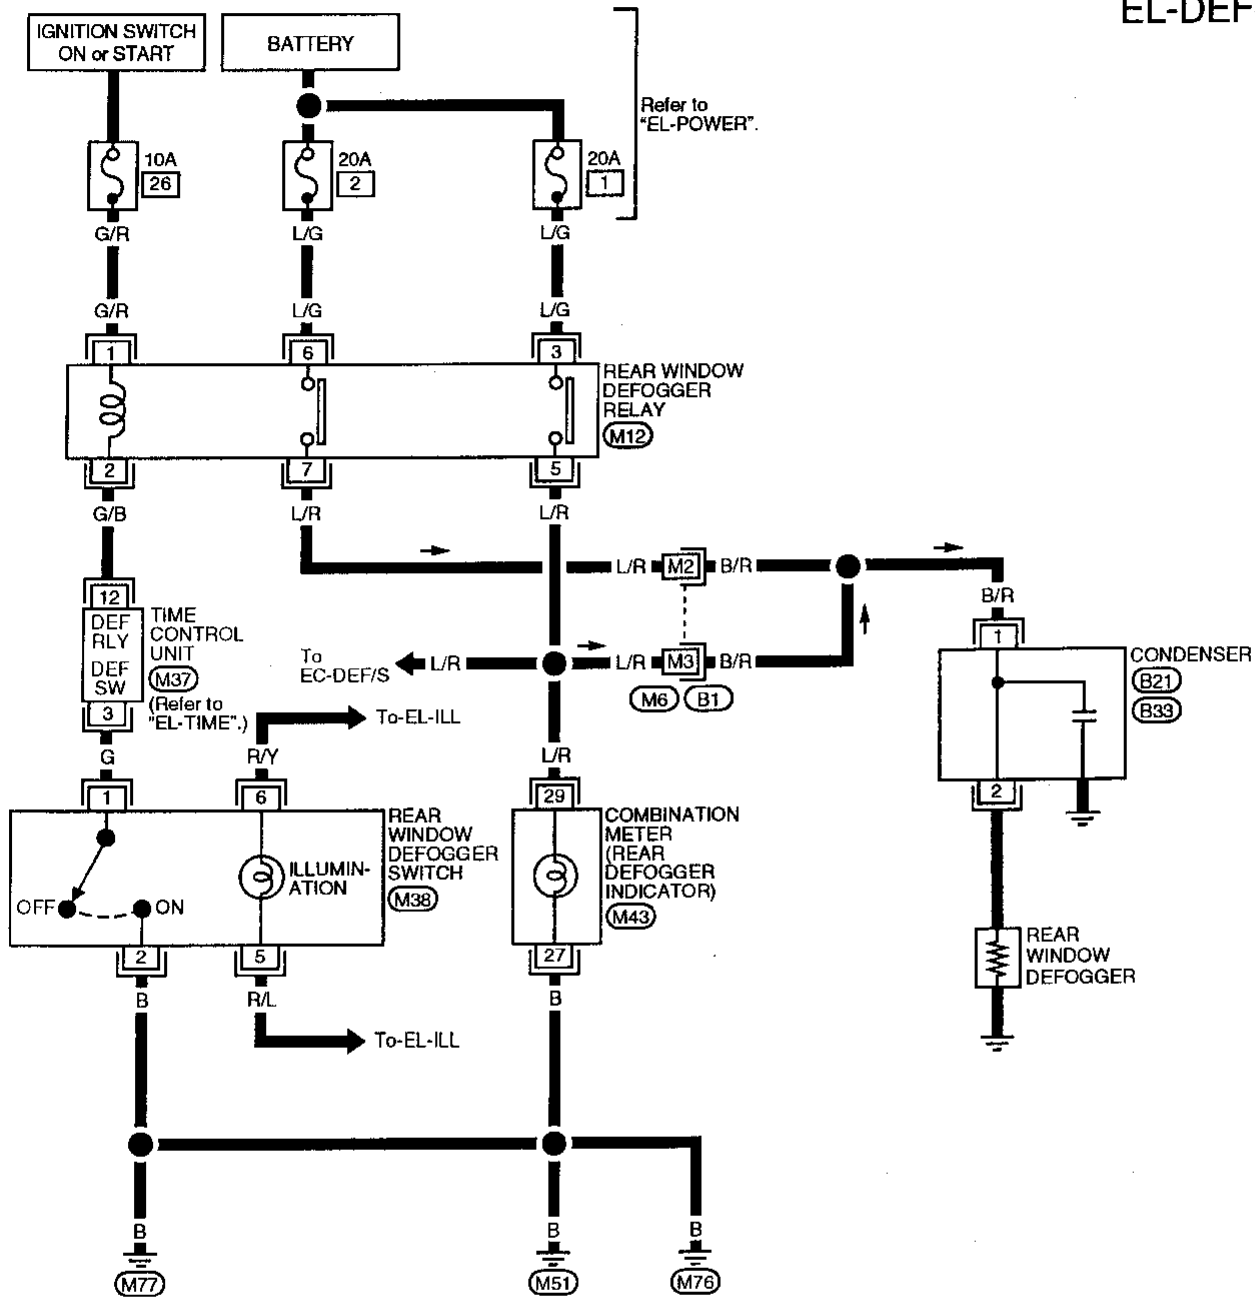 EL-DEF
IGNITION SWITCH
ON or START
BATTERY
Refer to
"EL-POWER".
10A
26
20A
2
20A
1
G/R
L/G
L/G
G/R
L/G
L/G
1
6
3
REAR WINDOW
DEFOGGER
RELAY
M12
2
7
5
G/B
L/R
L/R
L/R
M2
B/R
B/R
12
DEF
RLY
DEF
SW
3
TIME
CONTROL
UNIT
M37
(Refer to
"EL-TIME".)
To
EC-DEF/S
L/R
L/R
M3
B/R
M6
B1
1
CONDENSER
B21
B33
2
To-EL-ILL
G
R/Y
L/R
1
6
29
REAR
WINDOW
DEFOGGER
SWITCH
M38
ILLUMIN-
ATION
OFF
ON
COMBINATION
METER
(REAR
DEFOGGER
INDICATOR)
M43
2
5
27
REAR
WINDOW
DEFOGGER
B
R/L
B
To-EL-ILL
B
B
B
M77
M51
M76